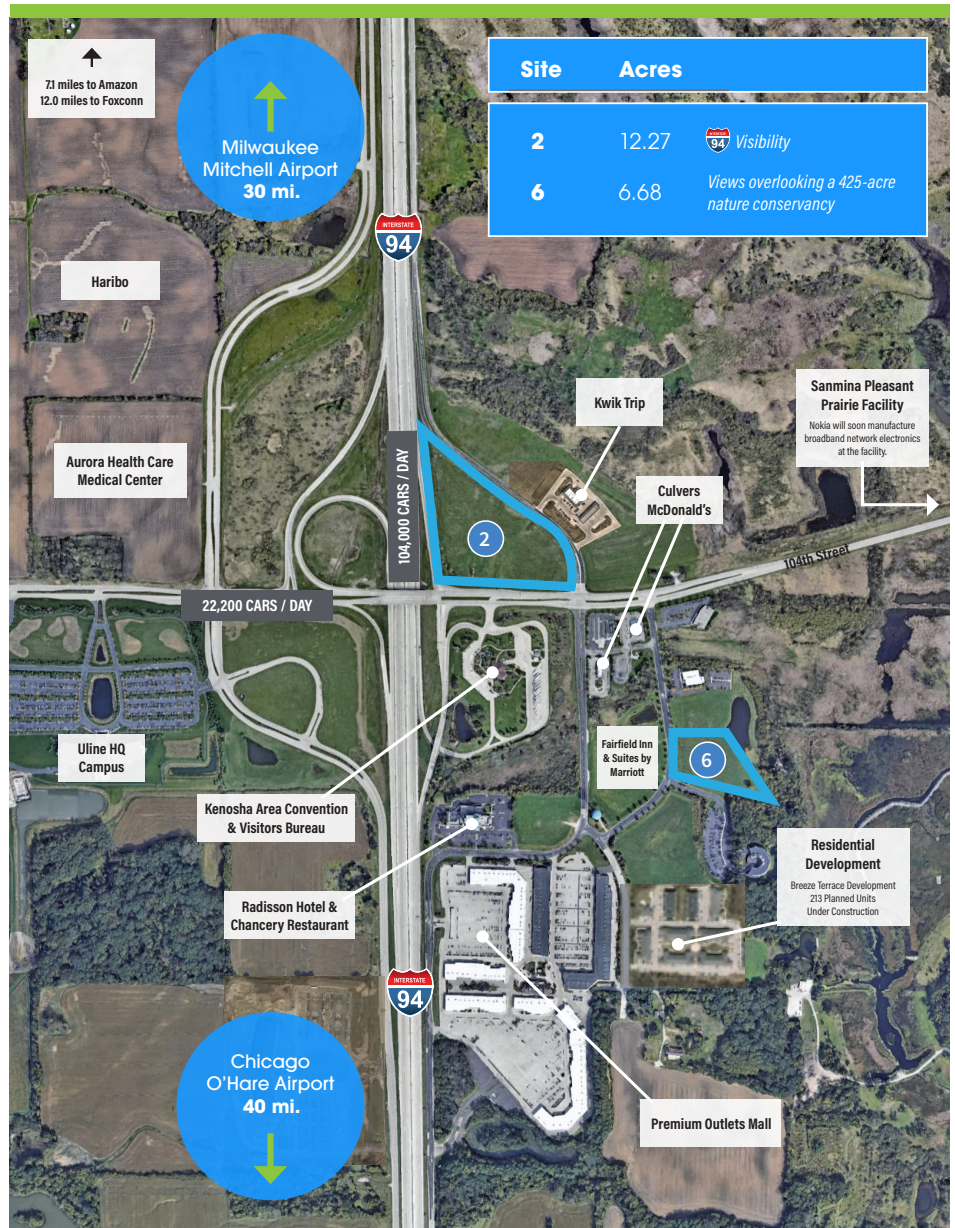 7.1 miles to Amazon
12.0 miles to Foxconn
Milwaukee
Mitchell Airport
30 mi.
Site Acres
2 12.27 INTERSTATE 94 Visibility
6 6.68 Views overlooking a 425-acre
nature conservancy
INTERSTATE
94
Haribo
Kwik Trip
Sanmina Pleasant
Prairie Facility
Nokia will soon manufacture
broadband network electronics
at the facility.
Aurora Health Care
Medical Center
104,000 CARS / DAY
Culvers
McDonald's
2
104th Street
22,200 CARS / DAY
Uline HQ
Campus
Fairfield Inn
& Suites by
Marriott
6
Kenosha Area Convention
& Visitors Bureau
Residential
Development
Breeze Terrace Development
213 Planned Units
Under Construction
Radisson Hotel &
Chancery Restaurant
INTERSTATE
94
Chicago
O'Hare Airport
40 mi.
Premium Outlets Mall